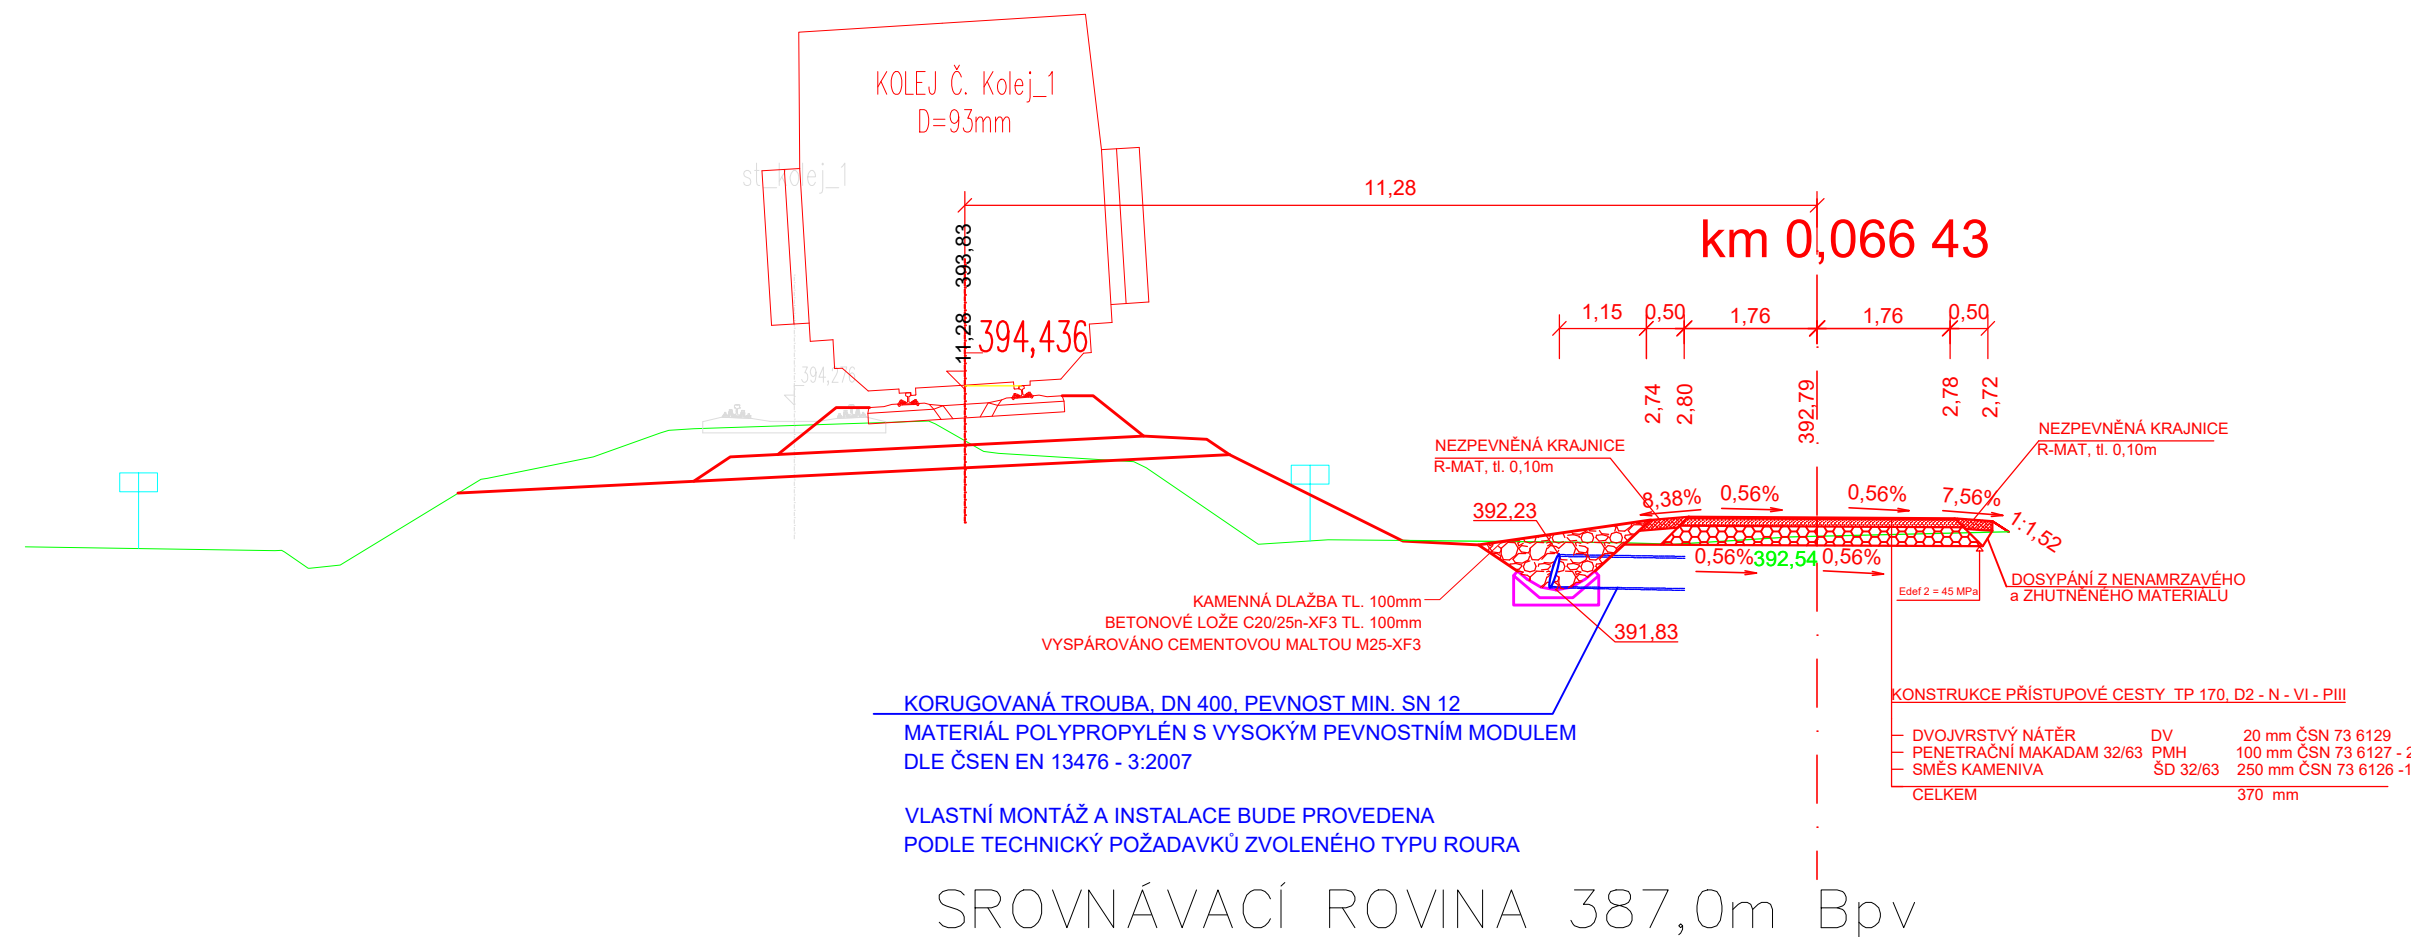 KOLEJ Č. Kolej_1
D=93mm
st_kolej_1
11,28
km 0,066 43
11,28 393,83
394,436
394,276
1,15 0,50 1,76 1,76 0,50
2,74 2,80 392,79 2,78 2,72
NEZPEVNĚNÁ KRAJNICE
R-MAT, tl. 0,10m
NEZPEVNĚNÁ KRAJNICE
R-MAT, tl. 0,10m
8,38% 0,56% 0,56% 7,56%
1:1,52
392,23
0,56% 392,54 0,56%
Edef 2 = 45 MPa
DOSYPÁNÍ Z NENAMRZAVÉHO
a ZHUTNĚNÉHO MATERIÁLU
KAMENNÁ DLAŽBA TL. 100mm
BETONOVÉ LOŽE C20/25n-XF3 TL. 100mm
VYSPÁROVÁNO CEMENTOVOU MALTOU M25-XF3
391,83
KORUGOVANÁ TROUBA, DN 400, PEVNOST MIN. SN 12
MATERIÁL POLYPROPYLÉN S VYSOKÝM PEVNOSTNÍM MODULEM
DLE ČSEN EN 13476 - 3:2007
VLASTNÍ MONTÁŽ A INSTALACE BUDE PROVEDENA
PODLE TECHNICKÝ POŽADAVKŮ ZVOLENÉHO TYPU ROURA
KONSTRUKCE PŘÍSTUPOVÉ CESTY TP 170, D2 - N - VI - PIII
DVOJVRSTVÝ NÁTĚR DV 20 mm ČSN 73 6129
PENETRAČNÍ MAKADAM 32/63 PMH 100 mm ČSN 73 6127 - 2
SMĚS KAMENIVA ŠD 32/63 250 mm ČSN 73 6126 -1
CELKEM 370 mm
SROVNÁVACÍ ROVINA 387,0m Bpv